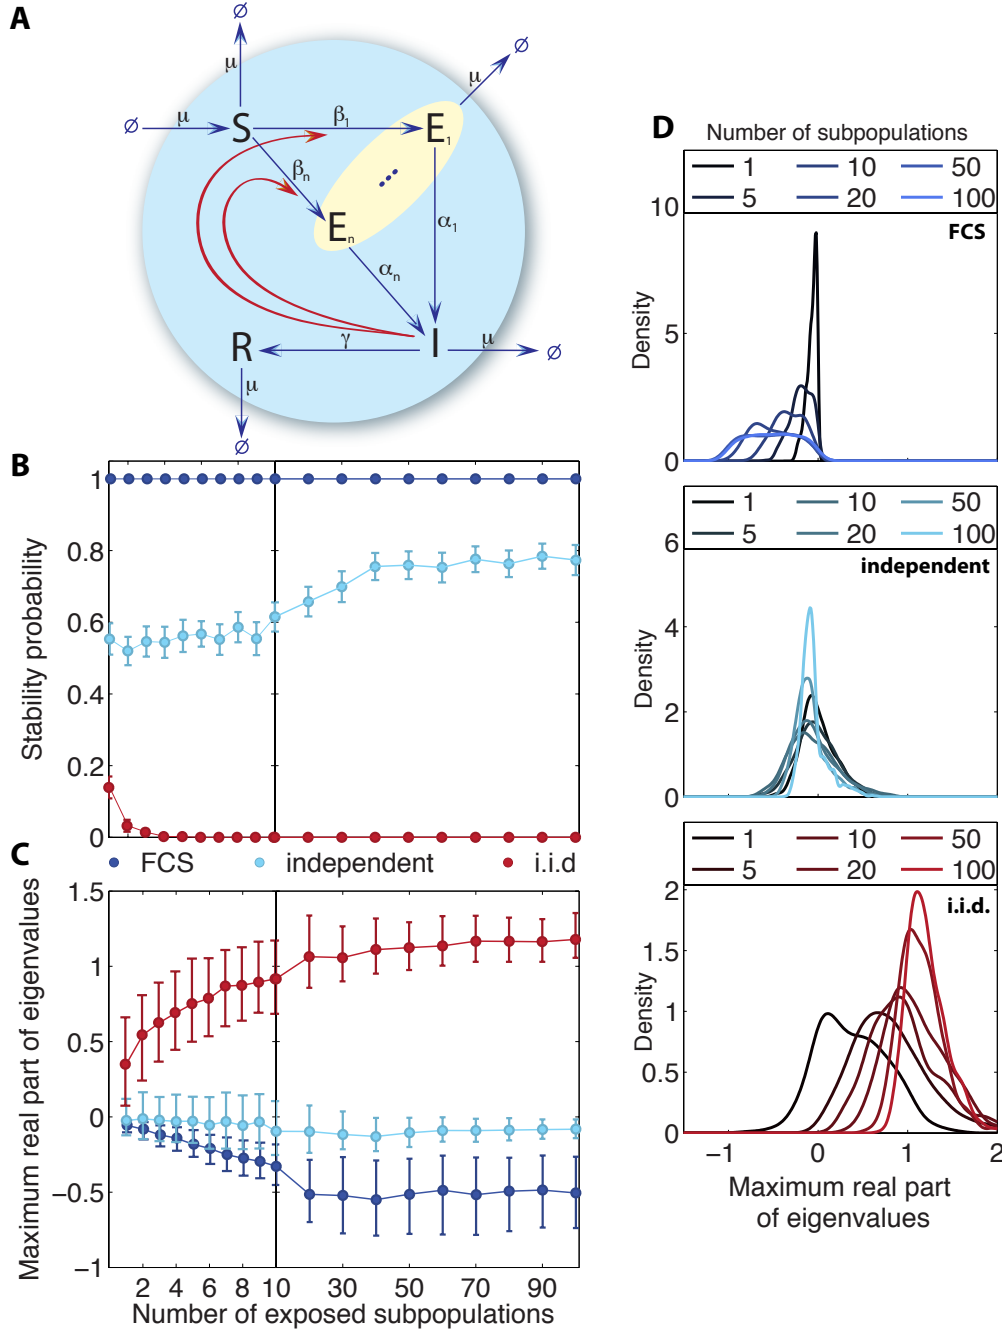 A
∅
∅
μ
μ
∅
μ
S
β1
E1
βn
En
α1
αn
R
γ
I
μ
∅
μ
∅
B
1
0.8
0.6
0.4
0.2
0
Stability probability
FCS
independent
i.i.d
C
1.5
1
0.5
0
−0.5
−1
Maximum real part of eigenvalues
2 4 6 8 10 30 50 70 90
Number of exposed subpopulations
D
Number of subpopulations
1 10 50
5 20 100
10
FCS
5
0
Density
1 10 50
5 20 100
6
independent
4
2
0
Density
1 10 50
5 20 100
2
i.i.d.
1.5
1
0.5
0
Density
−1 0 1 2
Maximum real part
of eigenvalues